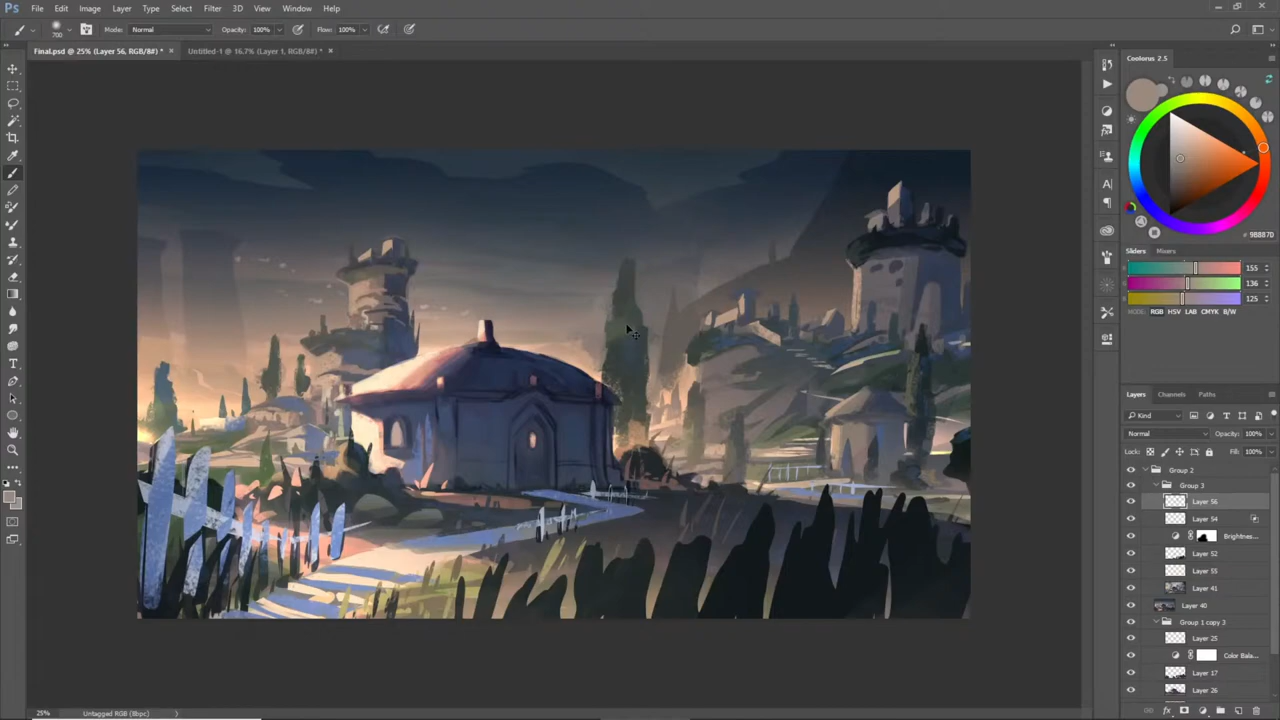 Ps File Edit Image Layer Type Select Filter 3D View Window Help
700 Mode: Normal Opacity: 100% Flow: 100%
Final.psd @ 25% (Layer 56, RGB/8#) * × Untitled-1 @ 16.7% (Layer 1, RGB/8#) * ×
Coolorus 2.5
# 9B8870
Sliders Mixers
155
136
125
MODE: RGB HSV LAB CMYK B/W
Layers Channels Paths
Kind
Normal Opacity: 100%
Lock: Fill: 100%
Group 2
Group 3
Layer 56
Layer 54
Brightnes...
Layer 52
Layer 55
Layer 41
Layer 40
Group 1 copy 3
Layer 25
Color Bala...
Layer 17
Layer 26
25% Untagged RGB (8bpc)